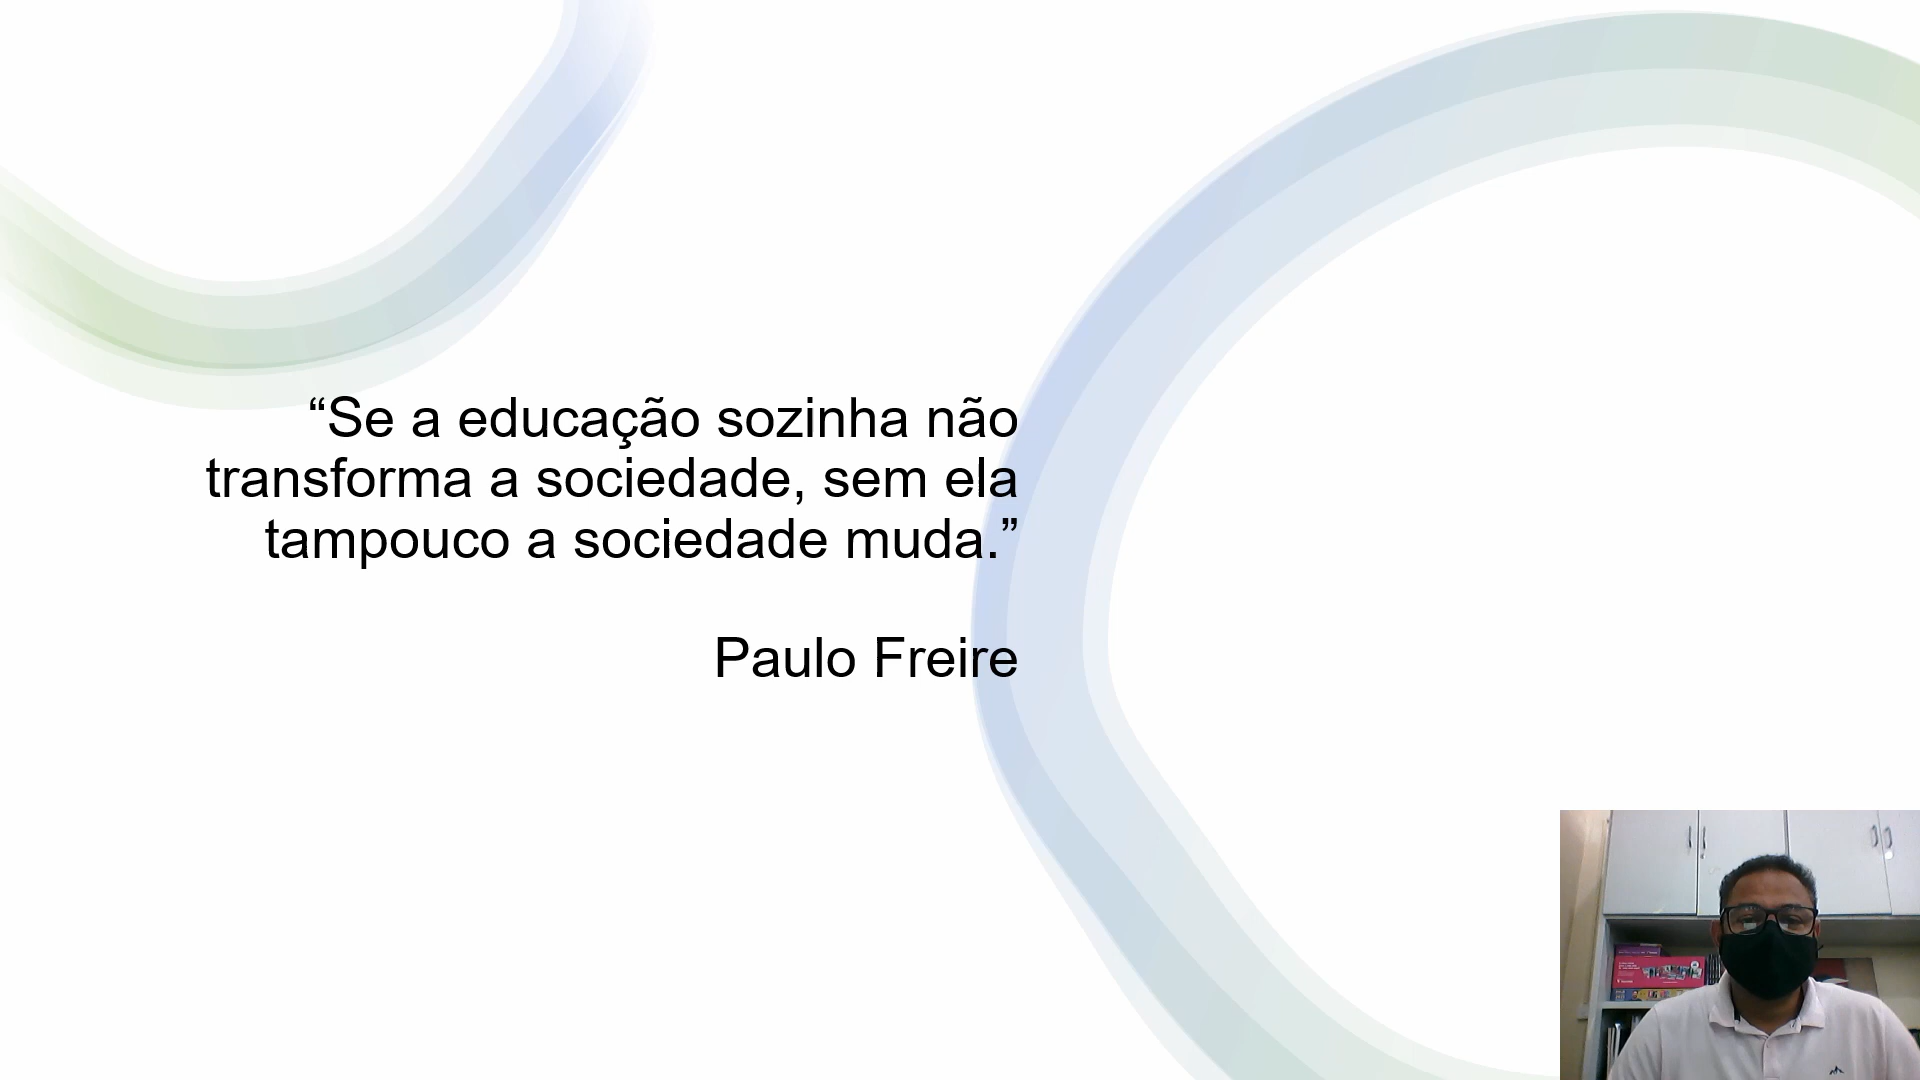 “Se a educação sozinha não
transforma a sociedade, sem ela
tampouco a sociedade muda.”
Paulo Freire